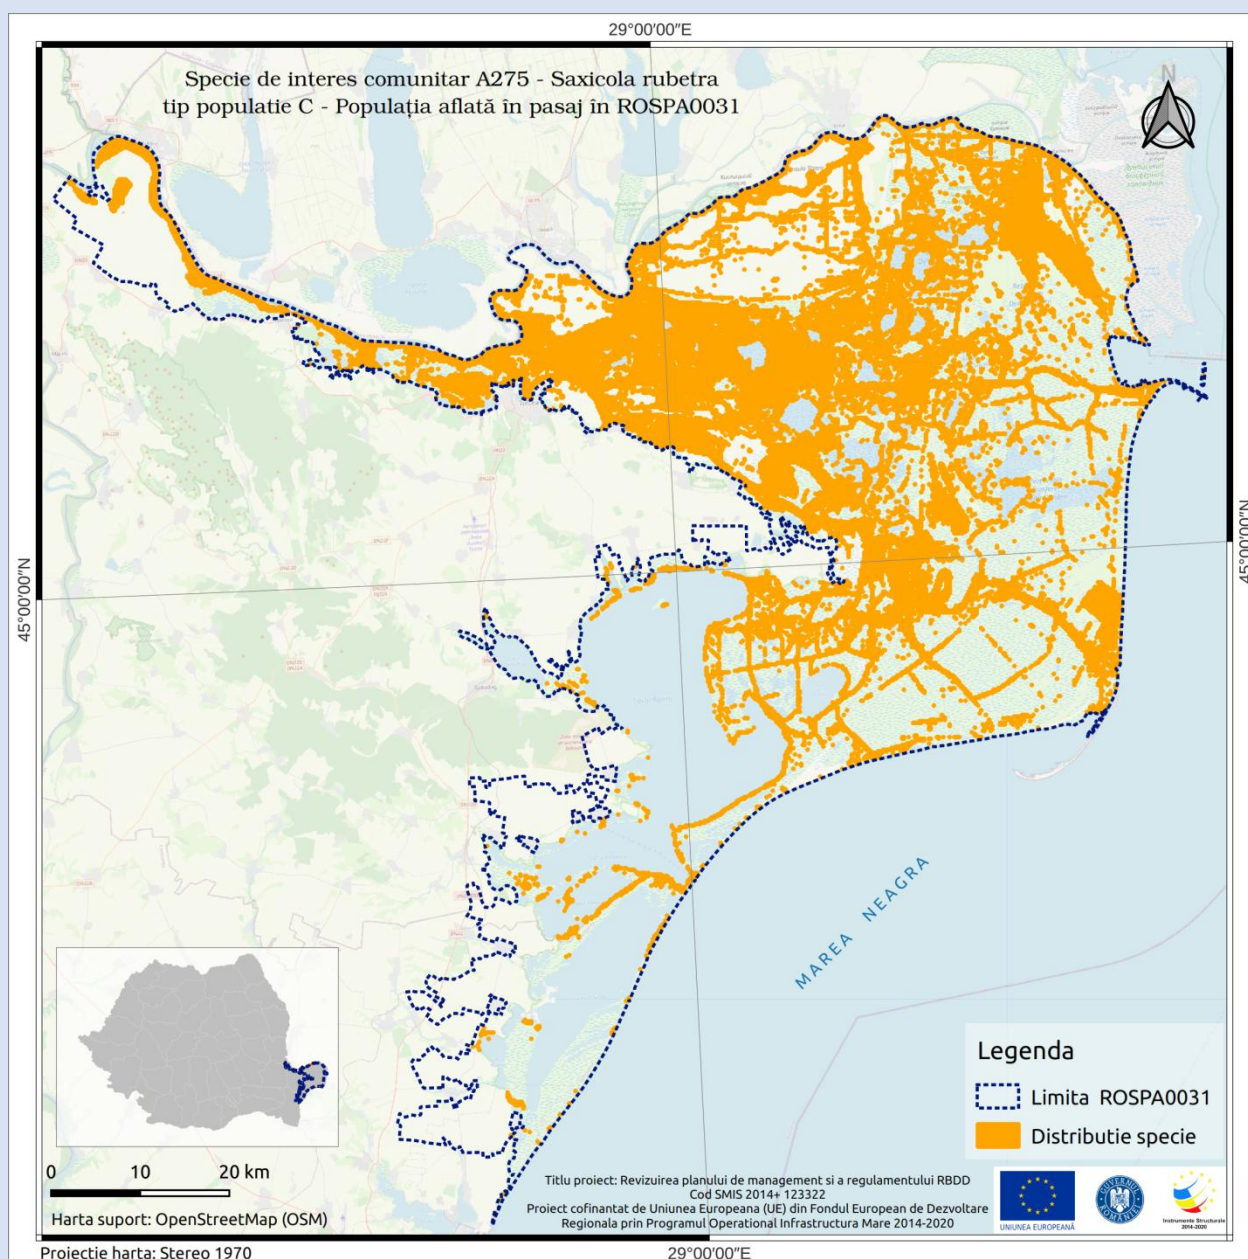 29°00′00″E
Specie de interes comunitar A275 - Saxicola rubetra
tip populatie C - Populația aflată în pasaj în ROSPA0031
N
45°00′00″N
45°00′00″N
MAREA NEAGRA
Legenda
Limita ROSPA0031
Distributie specie
0 10 20 km
Harta suport: OpenStreetMap (OSM)
Titlu proiect: Revizuirea planului de management si a regulamentului RBDD
Cod SMIS 2014+ 123322
Proiect cofinantat de Uniunea Europeana (UE) din Fondul European de Dezvoltare
Regionala prin Programul Operational Infrastructura Mare 2014-2020
UNIUNEA EUROPEANĂ
GUVERNUL ROMÂNIEI
Instrumente Structurale
2014-2020
Proiectie harta: Stereo 1970
29°00′00″E